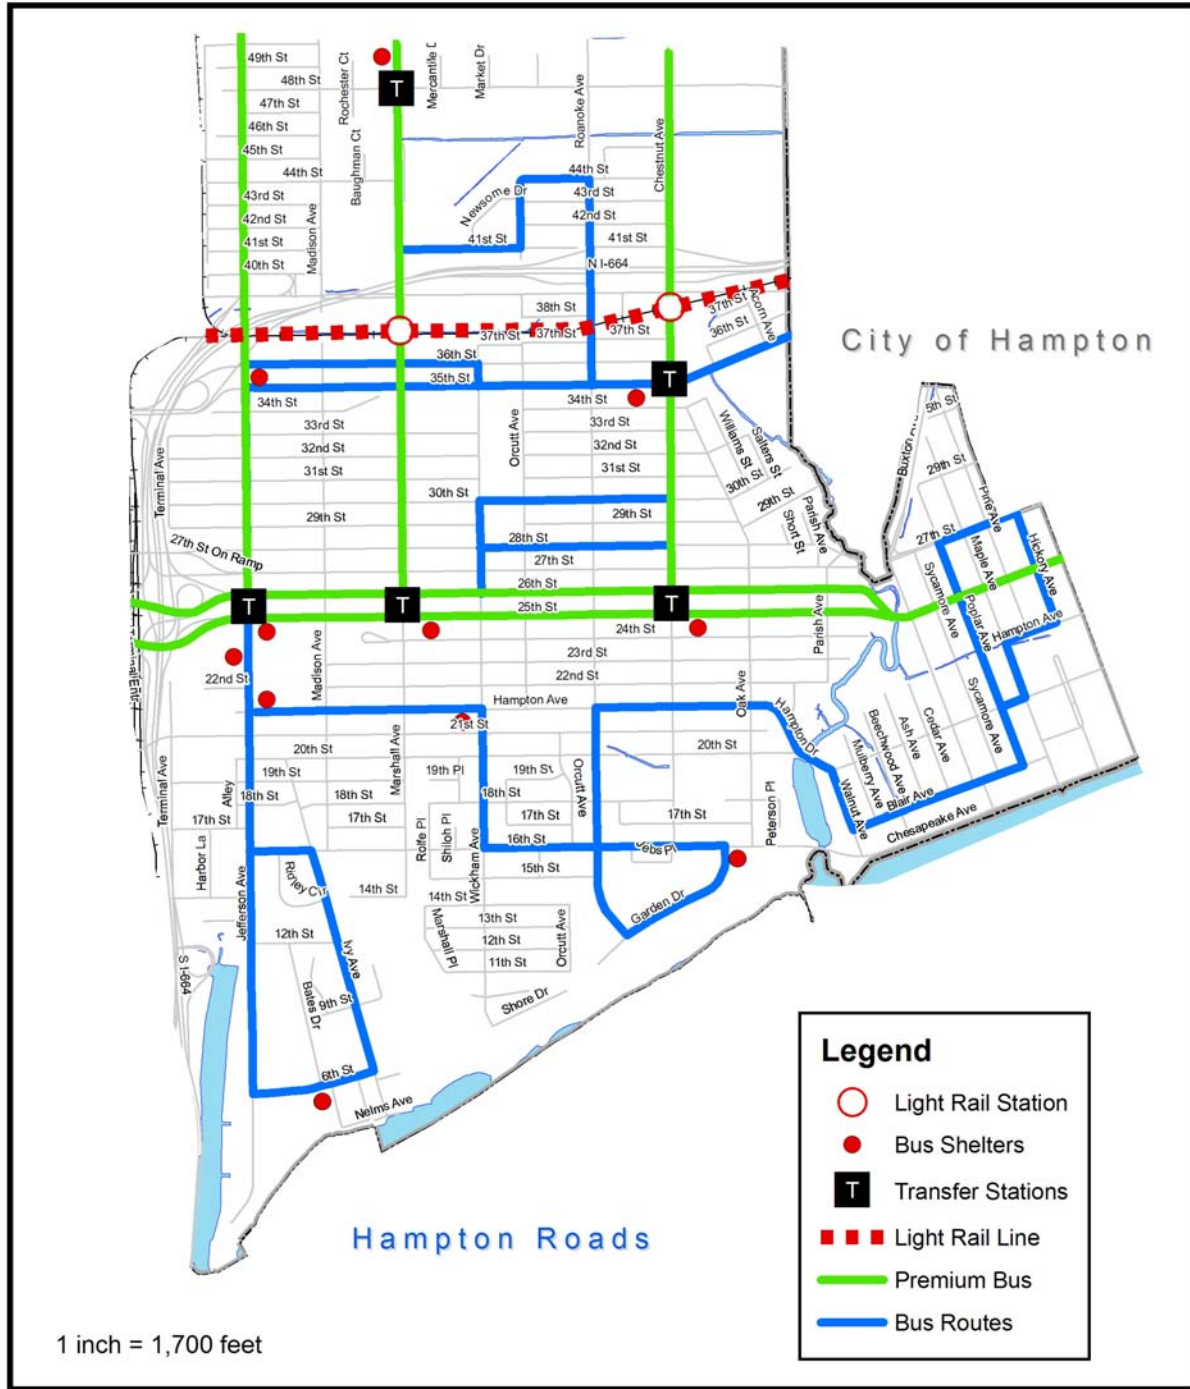 49th St
48th St
47th St
46th St
45th St
44th St
43rd St
42nd St
41st St
40th St
Rochester Ct
Baughman Ct
Madison Ave
T
Mercantile D
Market Dr
Roanoke Ave
Chestnut Ave
44th St
43rd St
42nd St
41st St
Newsome Dr
41st St
N I-664
38th St
37th St
37th St
37th St
37th St
36th St
Acorn Ave
City of Hampton
36th St
35th St
T
34th St
34th St
33rd St
33rd St
32nd St
32nd St
31st St
31st St
Orcutt Ave
Terminal Ave
Williams St
Salters St
30th St
30th St
29th St
29th St
29th St
Short St
Parish Ave
28th St
27th St
27th St On Ramp
26th St
25th St
T
T
T
24th St
23rd St
22nd St
22nd St
Madison Ave
Parish Ave
Oak Ave
Buxton Ave
5th St
29th St
Pine Ave
27th St
Maple Ave
Hickory Ave
Sycamore Ave
Poplar Ave
Hampton Ave
Sycamore Ave
Cedar Ave
Ash Ave
Beechwood Ave
Mulberry Ave
Walnut Ave
Blair Ave
Chesapeake Ave
Hampton Ave
Hampton Dr
21st St
20th St
20th St
19th St
19th Pl
19th St
18th St
18th St
18th St
17th St
17th St
17th St
17th St
16th St
15th St
14th St
14th St
13th St
12th St
12th St
11th St
9th St
6th St
Terminal Ave
Alley
Harbor La
Jefferson Ave
Marshall Ave
Rolfe Pl
Shiloh Pl
Wickham Ave
Orcutt Ave
Peterson Pl
Garden Dr
Ridley Cir
Ivy Ave
Bates Dr
Marshall Pl
Orcutt Ave
Shore Dr
S I-664
Nelms Ave
Hampton Roads
1 inch = 1,700 feet
Legend
Light Rail Station
Bus Shelters
T
Transfer Stations
Light Rail Line
Premium Bus
Bus Routes